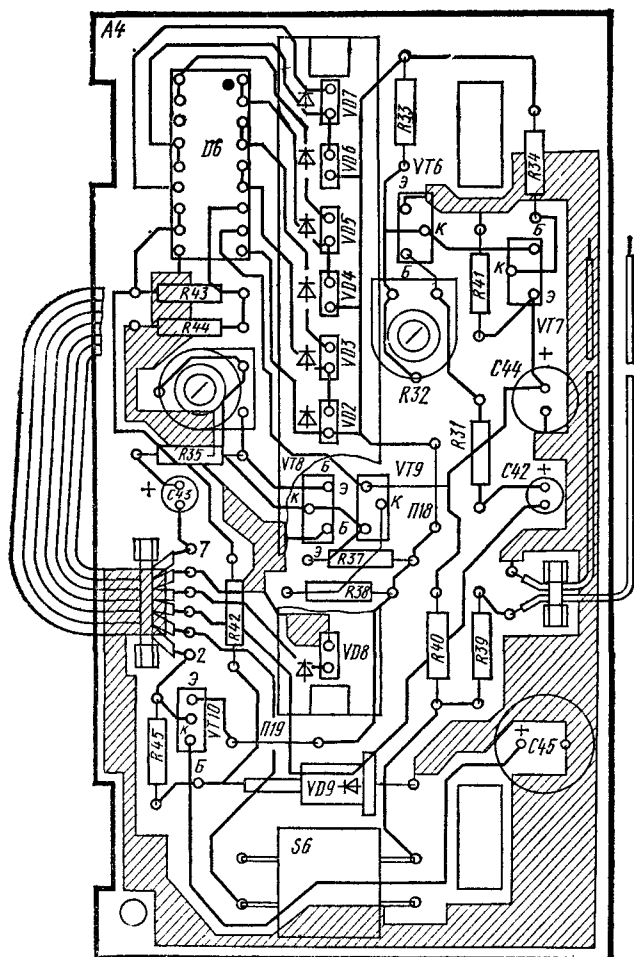 A4
D6
VD7
VD6
VD5
VD4
VD3
VD2
R33
VT6
Э
К
Б
R34
Б
К
Э
VT7
R41
R43
R44
R32
C44
+
R31
R35
+
C43
VT8
Б
К
Э
Б
Э
VT9
К
П18
C42
+
R37
R38
7
2
R42
VD8
R40
R39
Э
К
VT10
Б
R45
П19
VD9
+
C45
S6